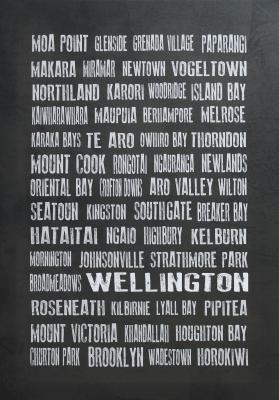 MOA POINT GLENSIDE GRENADA VILLAGE PAPARANGI
MAKARA MIRAMAR NEWTOWN VOGELTOWN
NORTHLAND KARORI WOODRIDGE ISLAND BAY
KAIWHARAWHARA MAUPUIA BERHAMPORE MELROSE
KARAKA BAYS TE ARO OWHIRO BAY THORNDON
MOUNT COOK RONGOTAI NGAURANGA NEWLANDS
ORIENTAL BAY CROFTON DOWNS ARO VALLEY WILTON
SEATOUN KINGSTON SOUTHGATE BREAKER BAY
HATAITAI NGAIO HIGHBURY KELBURN
MORNINGTON JOHNSONVILLE STRATHMORE PARK
BROADMEADOWS WELLINGTON
ROSENEATH KILBIRNIE LYALL BAY PIPITEA
MOUNT VICTORIA KHANDALLAH HOUGHTON BAY
CHURTON PARK BROOKLYN WADESTOWN HOROKIWI